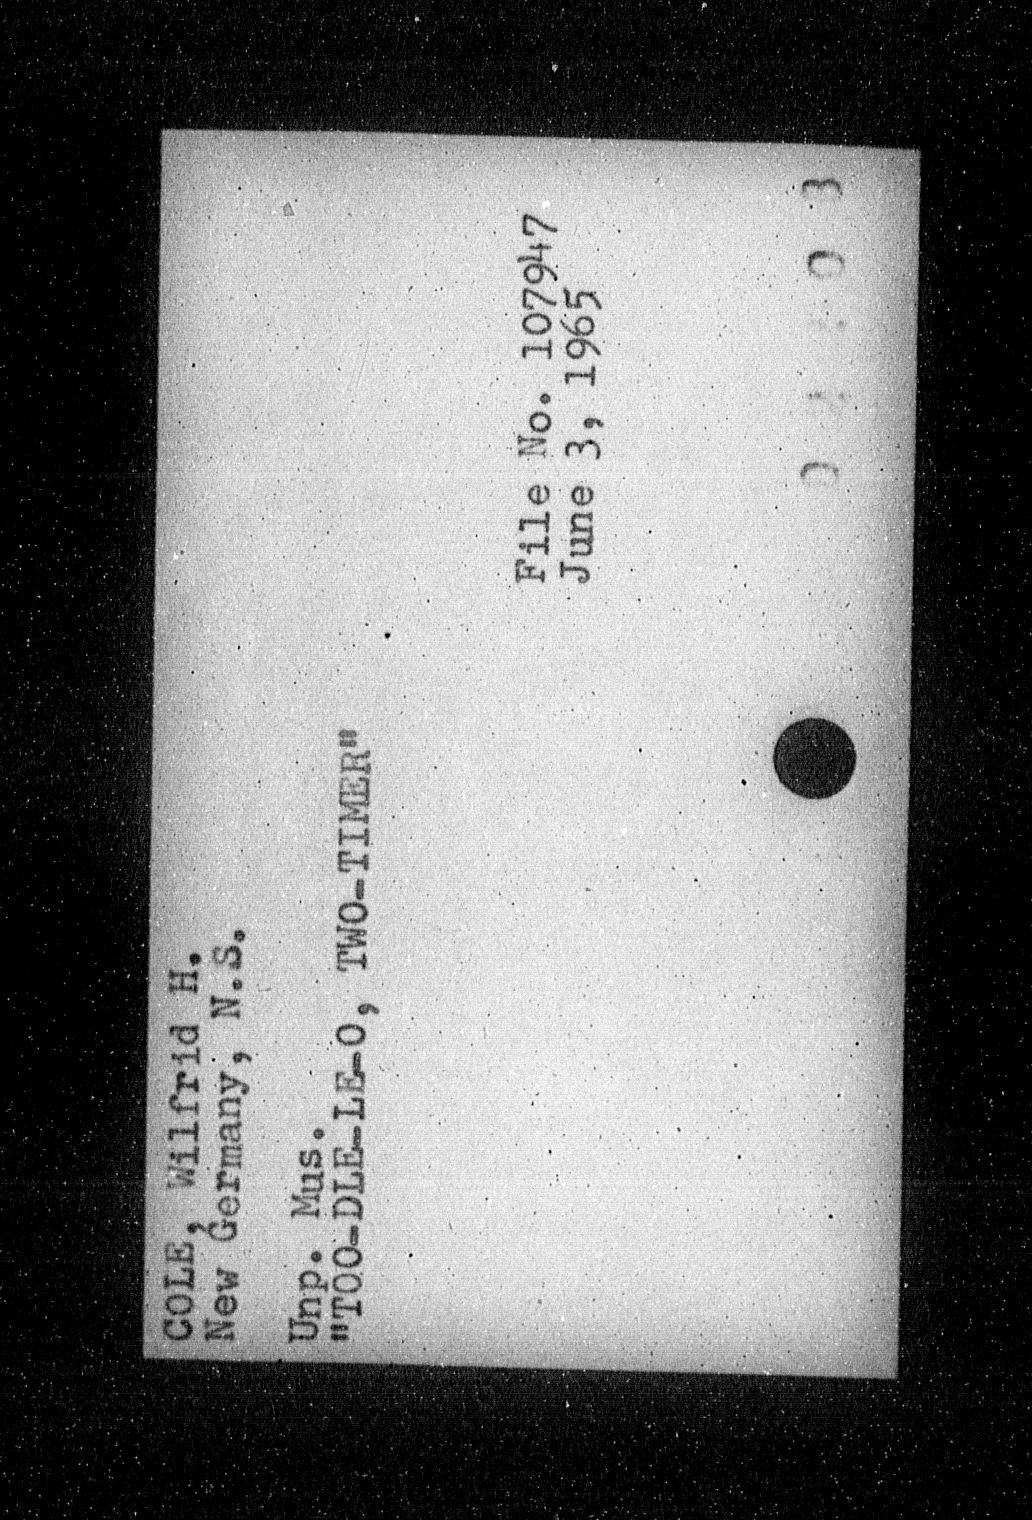 COLE, Wilfrid H.
New Germany, N.S.
Unp. Mus.
"TOO-DLE-LE-O, TWO-TIMER"
File No. 107947
June 3, 1965